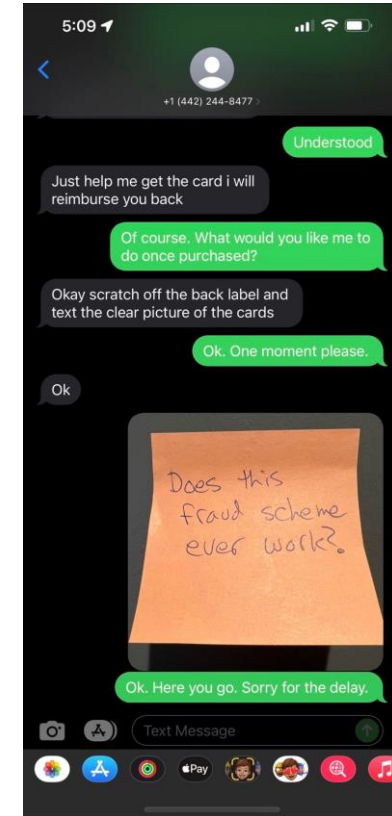 5:09
+1 (442) 244-8477 >
Understood
Just help me get the card i will
reimburse you back
Of course. What would you like me to
do once purchased?
Okay scratch off the back label and
text the clear picture of the cards
Ok. One moment please.
Ok
Does this
fraud scheme
ever work?
Ok. Here you go. Sorry for the delay.
Text Message
Pay